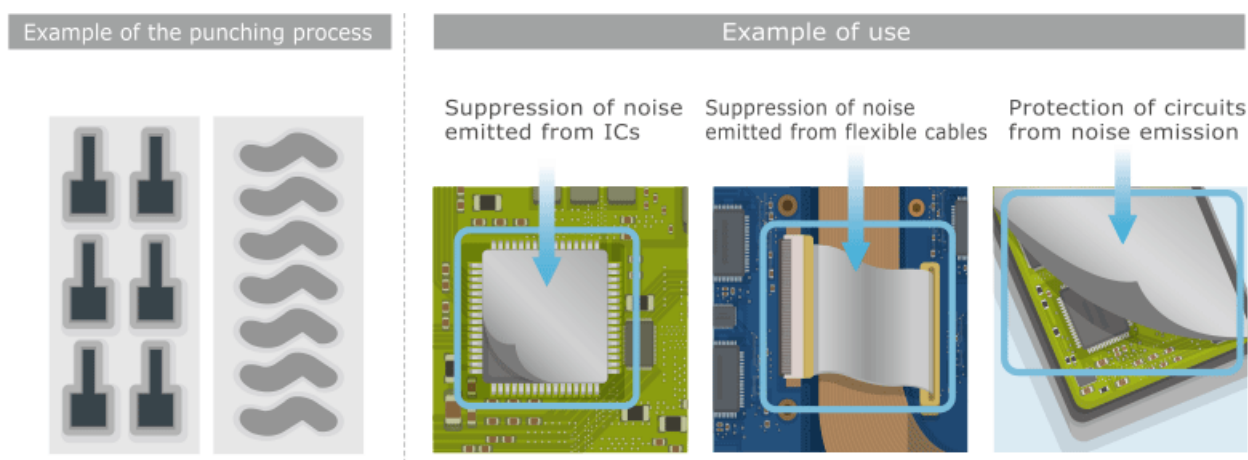 Example of the punching process
Example of use
Suppression of noise
emitted from ICs
Suppression of noise
emitted from flexible cables
Protection of circuits
from noise emission